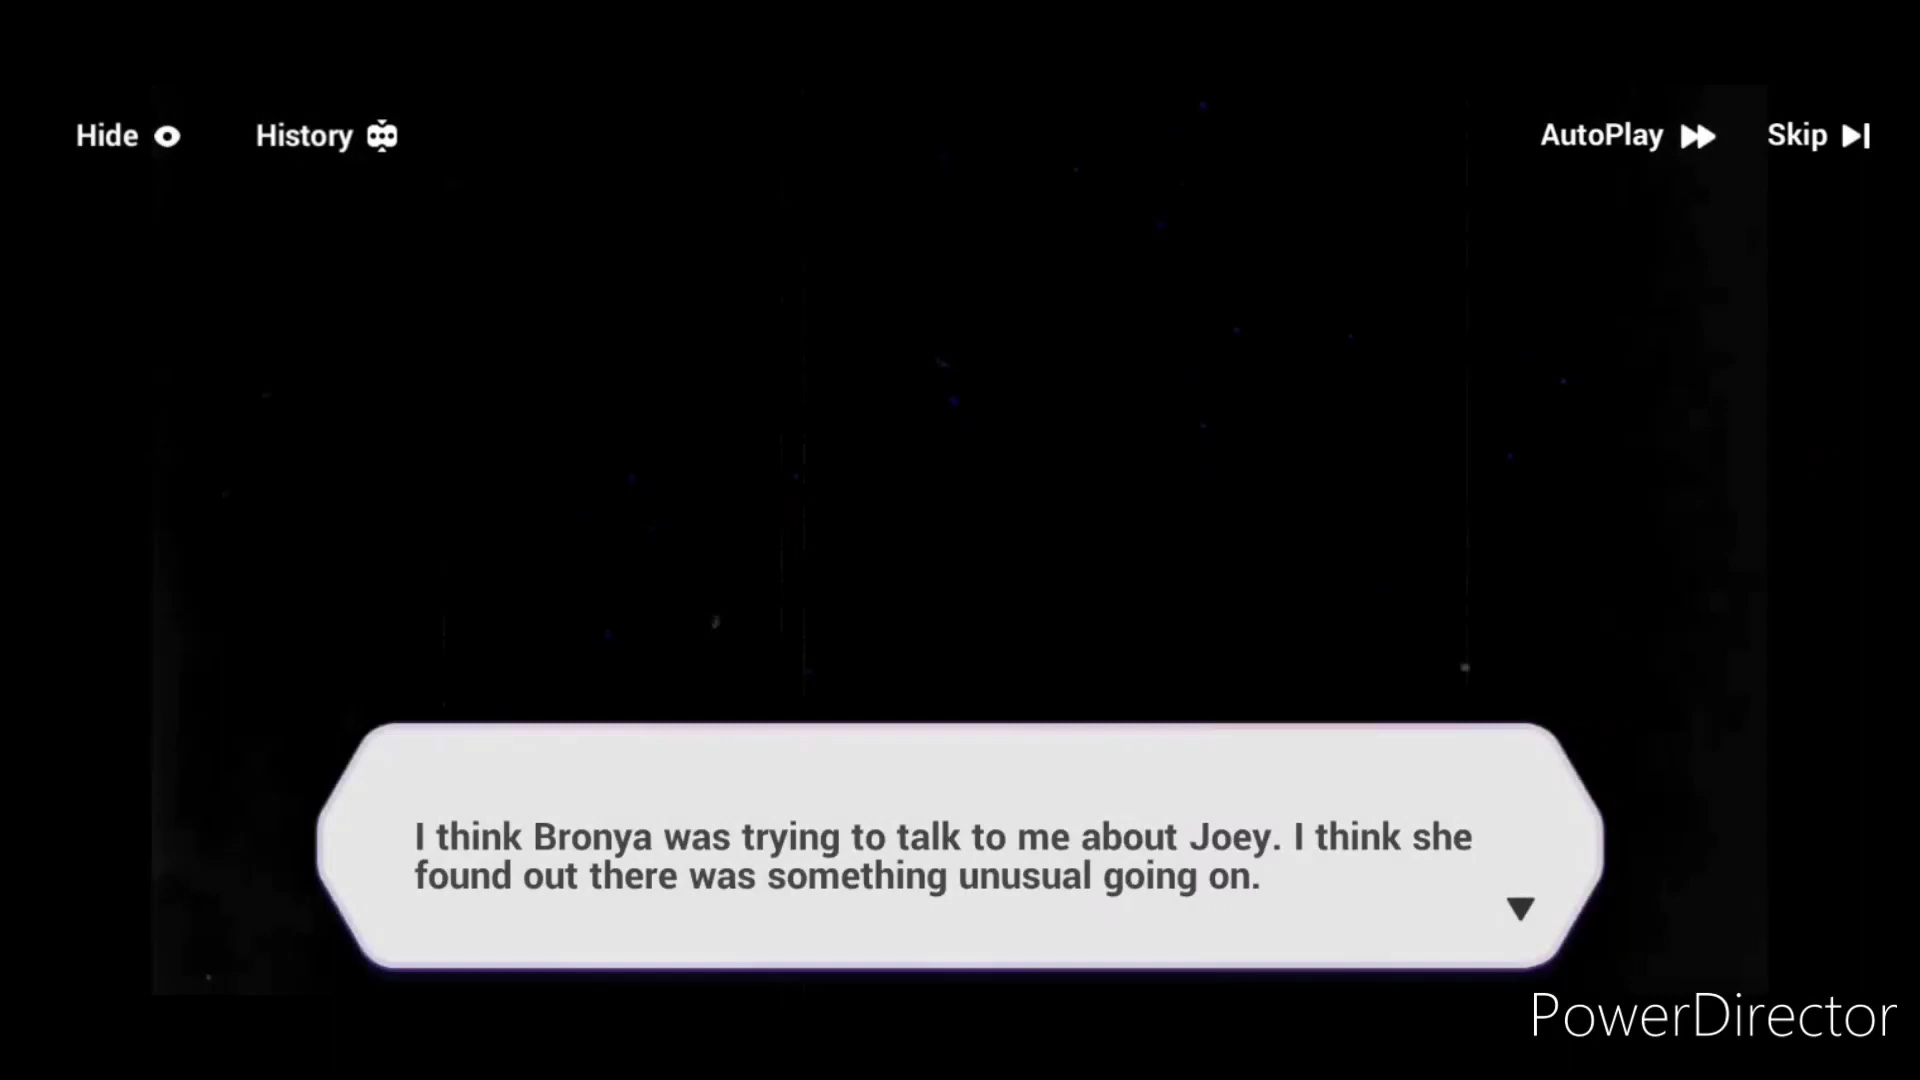 Hide
History
AutoPlay
Skip
I think Bronya was trying to talk to me about Joey. I think she
found out there was something unusual going on.
PowerDirector